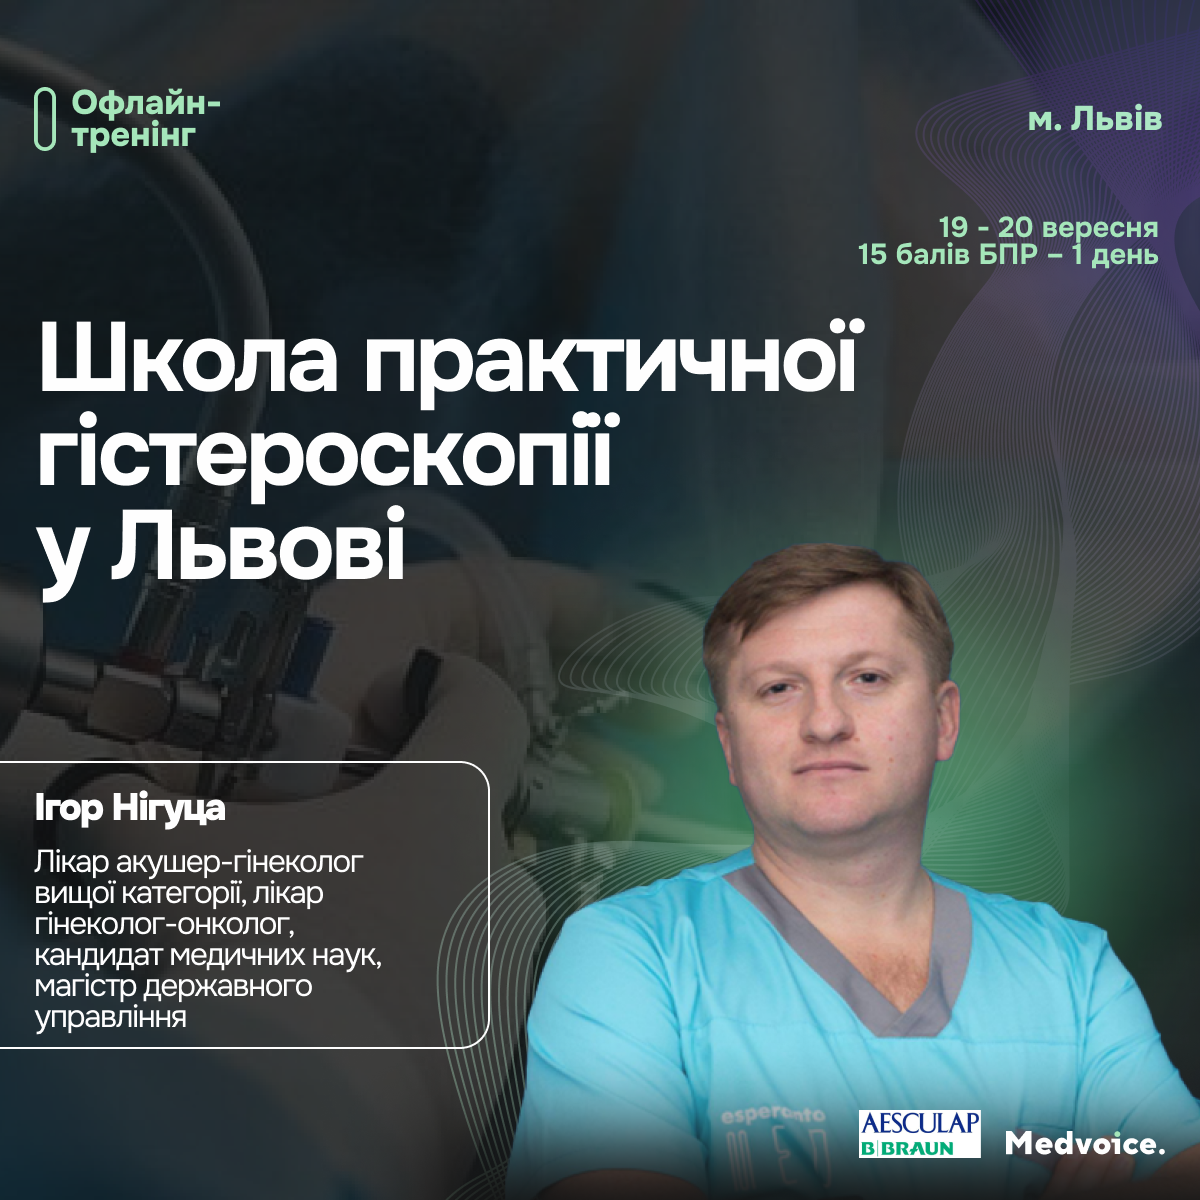 Офлайн-
тренінг
м. Львів
19 - 20 вересня
15 балів БПР – 1 день
Школа практичної
гістероскопії
у Львові
Ігор Нігуца
Лікар акушер-гінеколог
вищої категорії, лікар
гінеколог-онколог,
кандидат медичних наук,
магістр державного
управління
esperanto
AESCULAP
B|BRAUN
Medvoice.